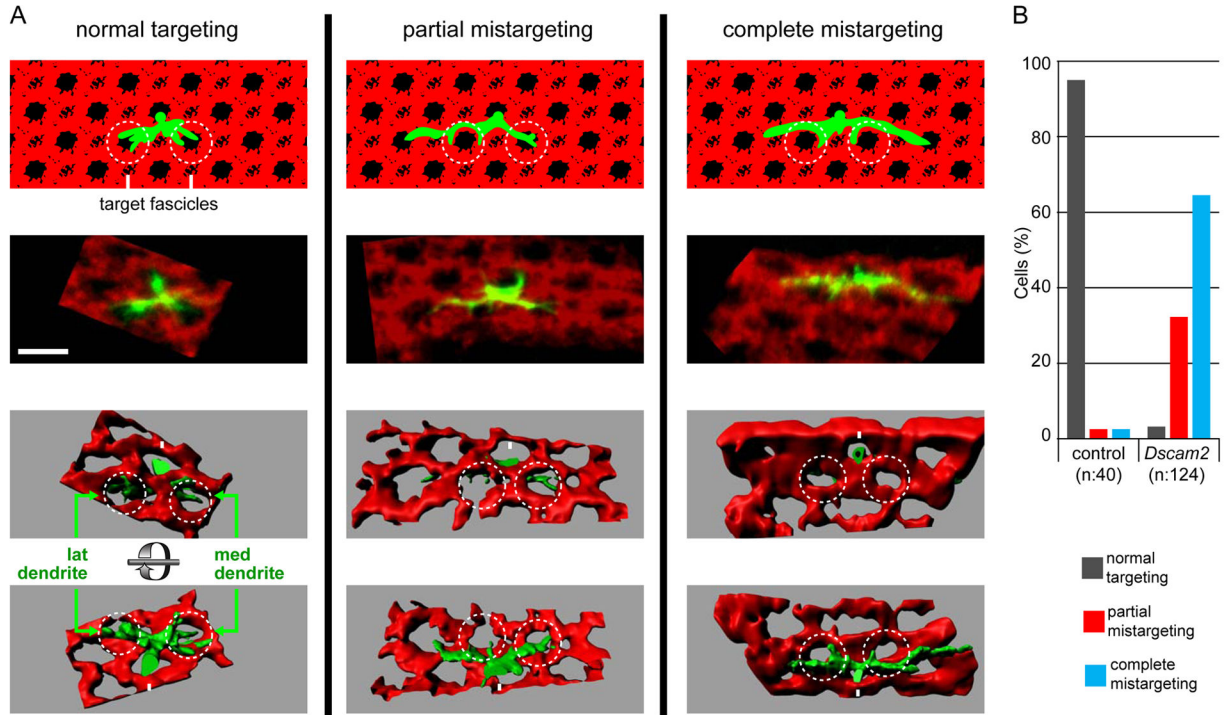 A
normal targeting
partial mistargeting
complete mistargeting
target fascicles
lat
dendrite
med
dendrite
B
Cells (%)
100
80
60
40
20
0
control
(n:40)
Dscam2
(n:124)
normal
targeting
partial
mistargeting
complete
mistargeting